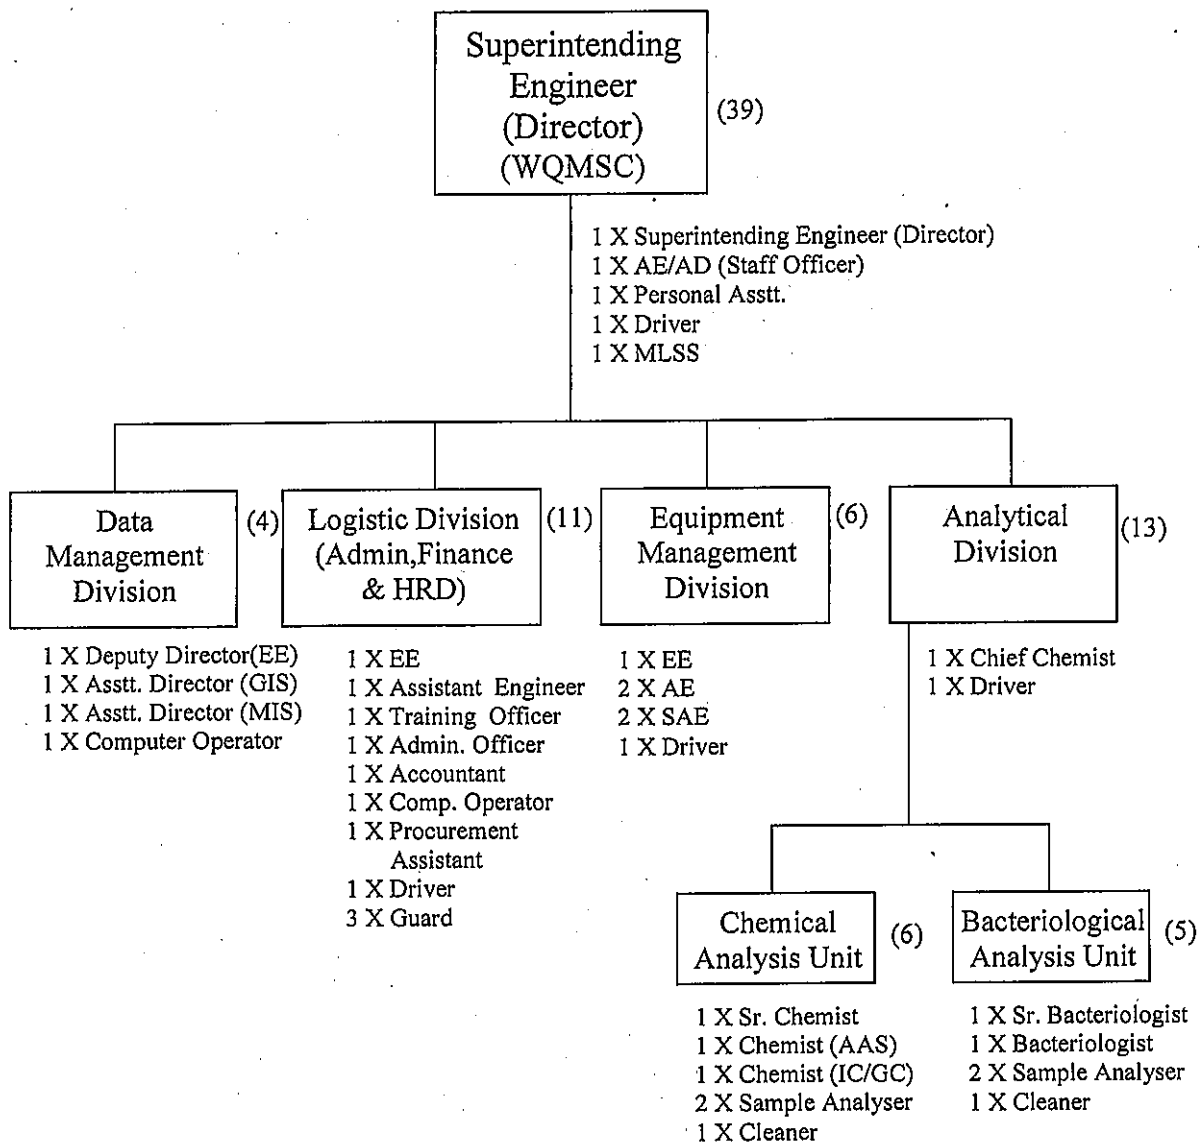 Superintending
Engineer
(Director)
(WQMSC)
(39)
1 X Superintending Engineer (Director)
1 X AE/AD (Staff Officer)
1 X Personal Asstt.
1 X Driver
1 X MLSS
Data
Management
Division
(4)
1 X Deputy Director(EE)
1 X Asstt. Director (GIS)
1 X Asstt. Director (MIS)
1 X Computer Operator
Logistic Division
(Admin,Finance
& HRD)
(11)
1 X EE
1 X Assistant Engineer
1 X Training Officer
1 X Admin. Officer
1 X Accountant
1 X Comp. Operator
1 X Procurement
Assistant
1 X Driver
3 X Guard
Equipment
Management
Division
(6)
1 X EE
2 X AE
2 X SAE
1 X Driver
Analytical
Division
(13)
1 X Chief Chemist
1 X Driver
Chemical
Analysis Unit
(6)
1 X Sr. Chemist
1 X Chemist (AAS)
1 X Chemist (IC/GC)
2 X Sample Analyser
1 X Cleaner
Bacteriological
Analysis Unit
(5)
1 X Sr. Bacteriologist
1 X Bacteriologist
2 X Sample Analyser
1 X Cleaner